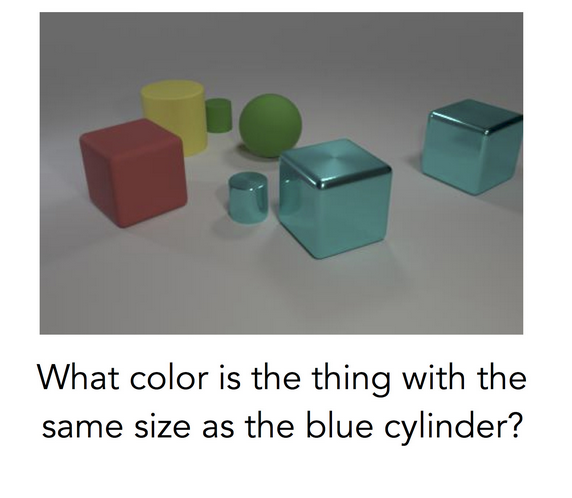 What color is the thing with the
same size as the blue cylinder?